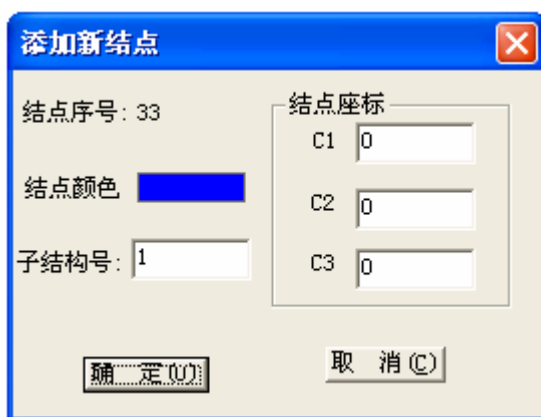 添加新结点
结点序号: 33
结点颜色
子结构号: 1
结点座标
C1 0
C2 0
C3 0
确 定(U)
取 消(C)